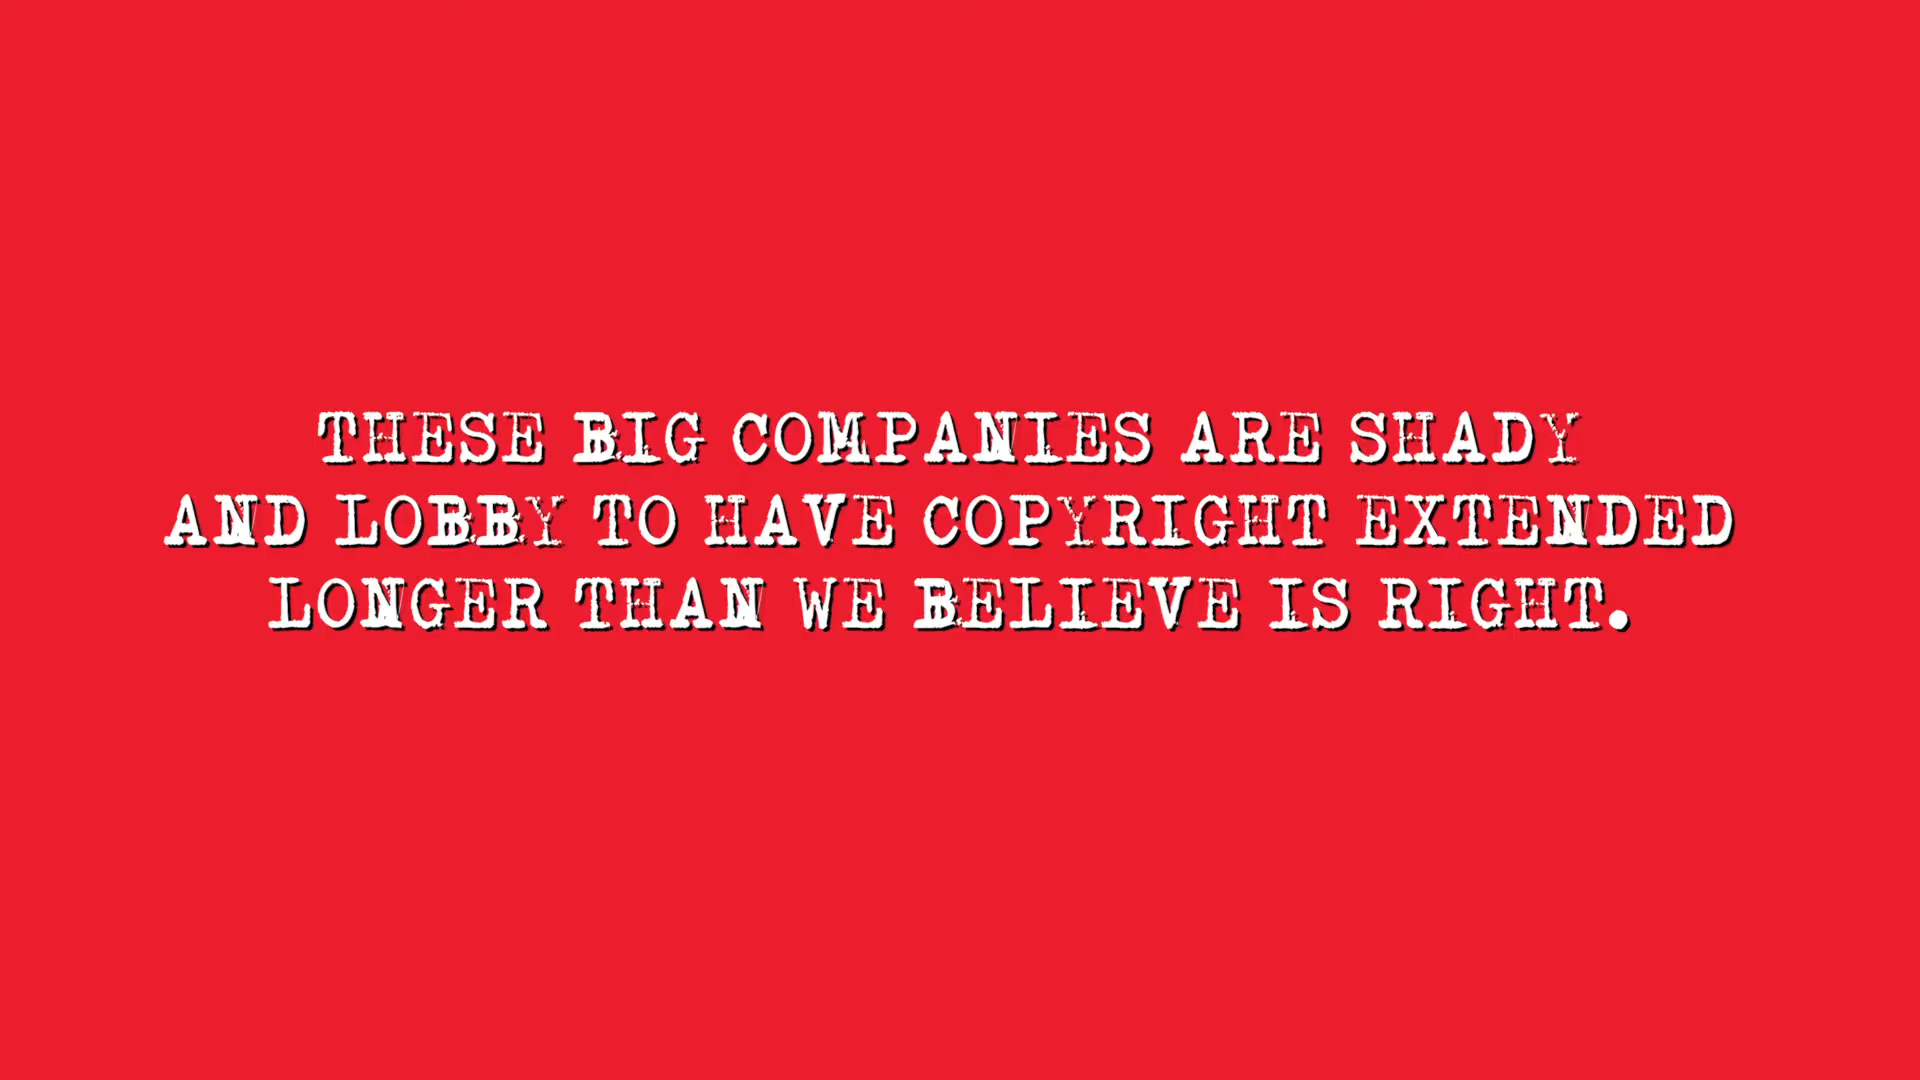 THESE BIG COMPANIES ARE SHADY
AND LOBBY TO HAVE COPYRIGHT EXTENDED
LONGER THAN WE BELIEVE IS RIGHT.